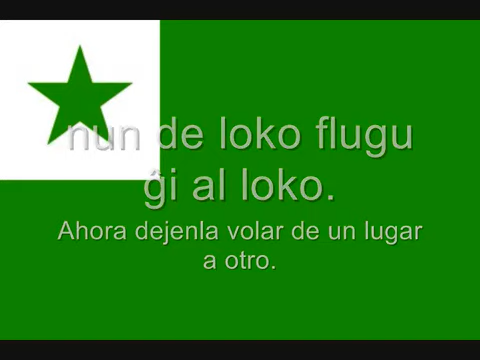 nun de loko flugu
ĝi al loko.
Ahora dejenla volar de un lugar
a otro.